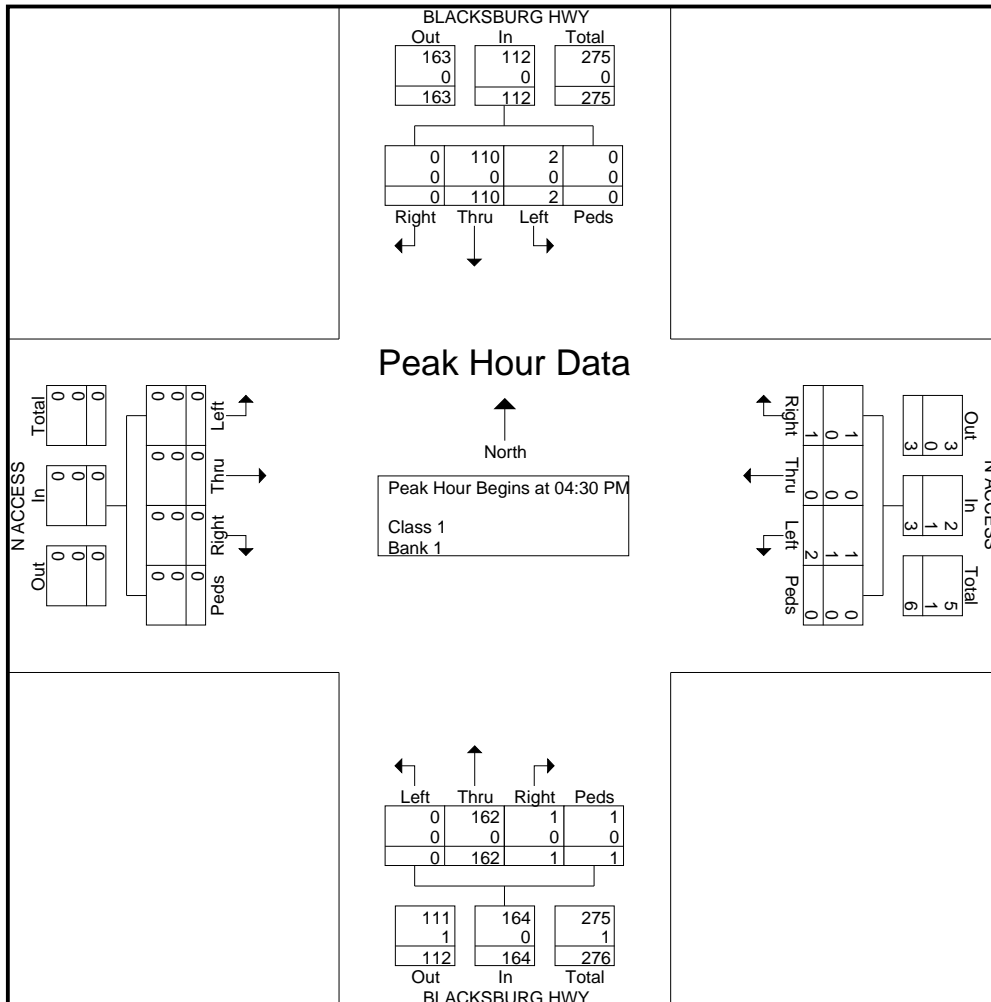 BLACKSBURG HWY
Out In Total
163 112 275
0 0 0
163 112 275
0 110 2 0
0 0 0 0
0 110 2 0
Right Thru Left Peds
Peak Hour Data
North
Peak Hour Begins at 04:30 PM
Class 1
Bank 1
N ACCESS
Out In Total
0 0 0
0 0 0
0 0 0
Left Thru Right Peds
0 0 0 0
0 0 0 0
0 0 0 0
N ACCESS
Out In Total
3 2 5
0 1 1
3 3 6
1 0 1 0
0 0 1 0
1 0 2 0
Right Thru Left Peds
Left Thru Right Peds
0 162 1 1
0 0 0 0
0 162 1 1
111 164 275
1 0 1
112 164 276
Out In Total
BLACKSBURG HWY